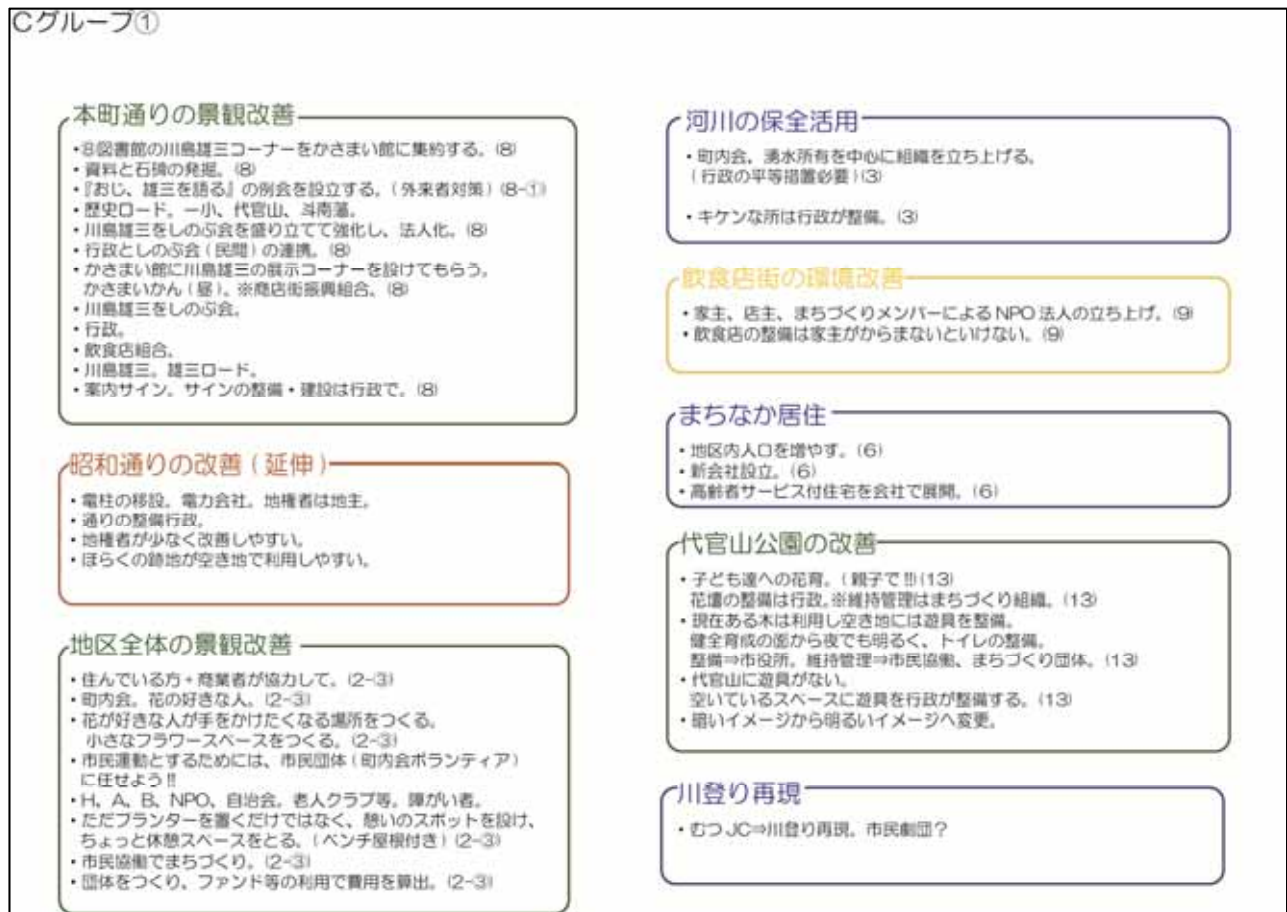 Cグループ①
本町通りの景観改善
・8図書館の川島雄三コーナーをかさまい館に集約する。(8)
・資料と石碑の発掘。(8)
・『おじ、雄三を語る』の例会を設立する。(外来者対策)(8-①)
・歴史ロード。一小、代官山、斗南藩。
・川島雄三をしのぶ会を盛り立てて強化し、法人化。(8)
・行政としのぶ会(民間)の連携。(8)
・かさまい館に川島雄三の展示コーナーを設けてもらう。
かさまいかん(昼)。※商店街振興組合。(8)
・川島雄三をしのぶ会。
・行政。
・飲食店組合。
・川島雄三。雄三ロード。
・案内サイン。サインの整備・建設は行政で。(8)
昭和通りの改善(延伸)
・電柱の移設。電力会社。地権者は地主。
・通りの整備行政。
・地権者が少なく改善しやすい。
・ほらくの跡地が空き地で利用しやすい。
地区全体の景観改善
・住んでいる方+商業者が協力して。(2-③)
・町内会。花の好きな人。(2-③)
・花が好きな人が手をかけたくなる場所をつくる。
小さなフラワースペースをつくる。(2-③)
・市民運動とするためには、市民団体(町内会ボランティア)
に任せよう!!
・H、A、B、NPO、自治会。老人クラブ等。障がい者。
・ただプランターを置くだけではなく、憩いのスポットを設け、
ちょっと休憩スペースをとる。(ベンチ屋根付き)(2-③)
・市民協働でまちづくり。(2-③)
・団体をつくり、ファンド等の利用で費用を算出。(2-③)
河川の保全活用
・町内会、湧水所有を中心に組織を立ち上げる。
(行政の平等措置必要)(3)
・キケンな所は行政が整備。(3)
飲食店街の環境改善
・家主、店主、まちづくりメンバーによるNPO法人の立ち上げ。(9)
・飲食店の整備は家主がからまないといけない。(9)
まちなか居住
・地区内人口を増やす。(6)
・新会社設立。(6)
・高齢者サービス付住宅を会社で展開。(6)
代官山公園の改善
・子ども達への花育。(親子で!!)(13)
花壇の整備は行政。※維持管理はまちづくり組織。(13)
・現在ある木は利用し空き地には遊具を整備。
健全育成の面から夜でも明るく、トイレの整備。
整備⇒市役所。維持管理⇒市民協働、まちづくり団体。(13)
・代官山に遊具がない。
空いているスペースに遊具を行政が整備する。(13)
・暗いイメージから明るいイメージへ変更。
川登り再現
・むつJC⇒川登り再現。市民劇団?